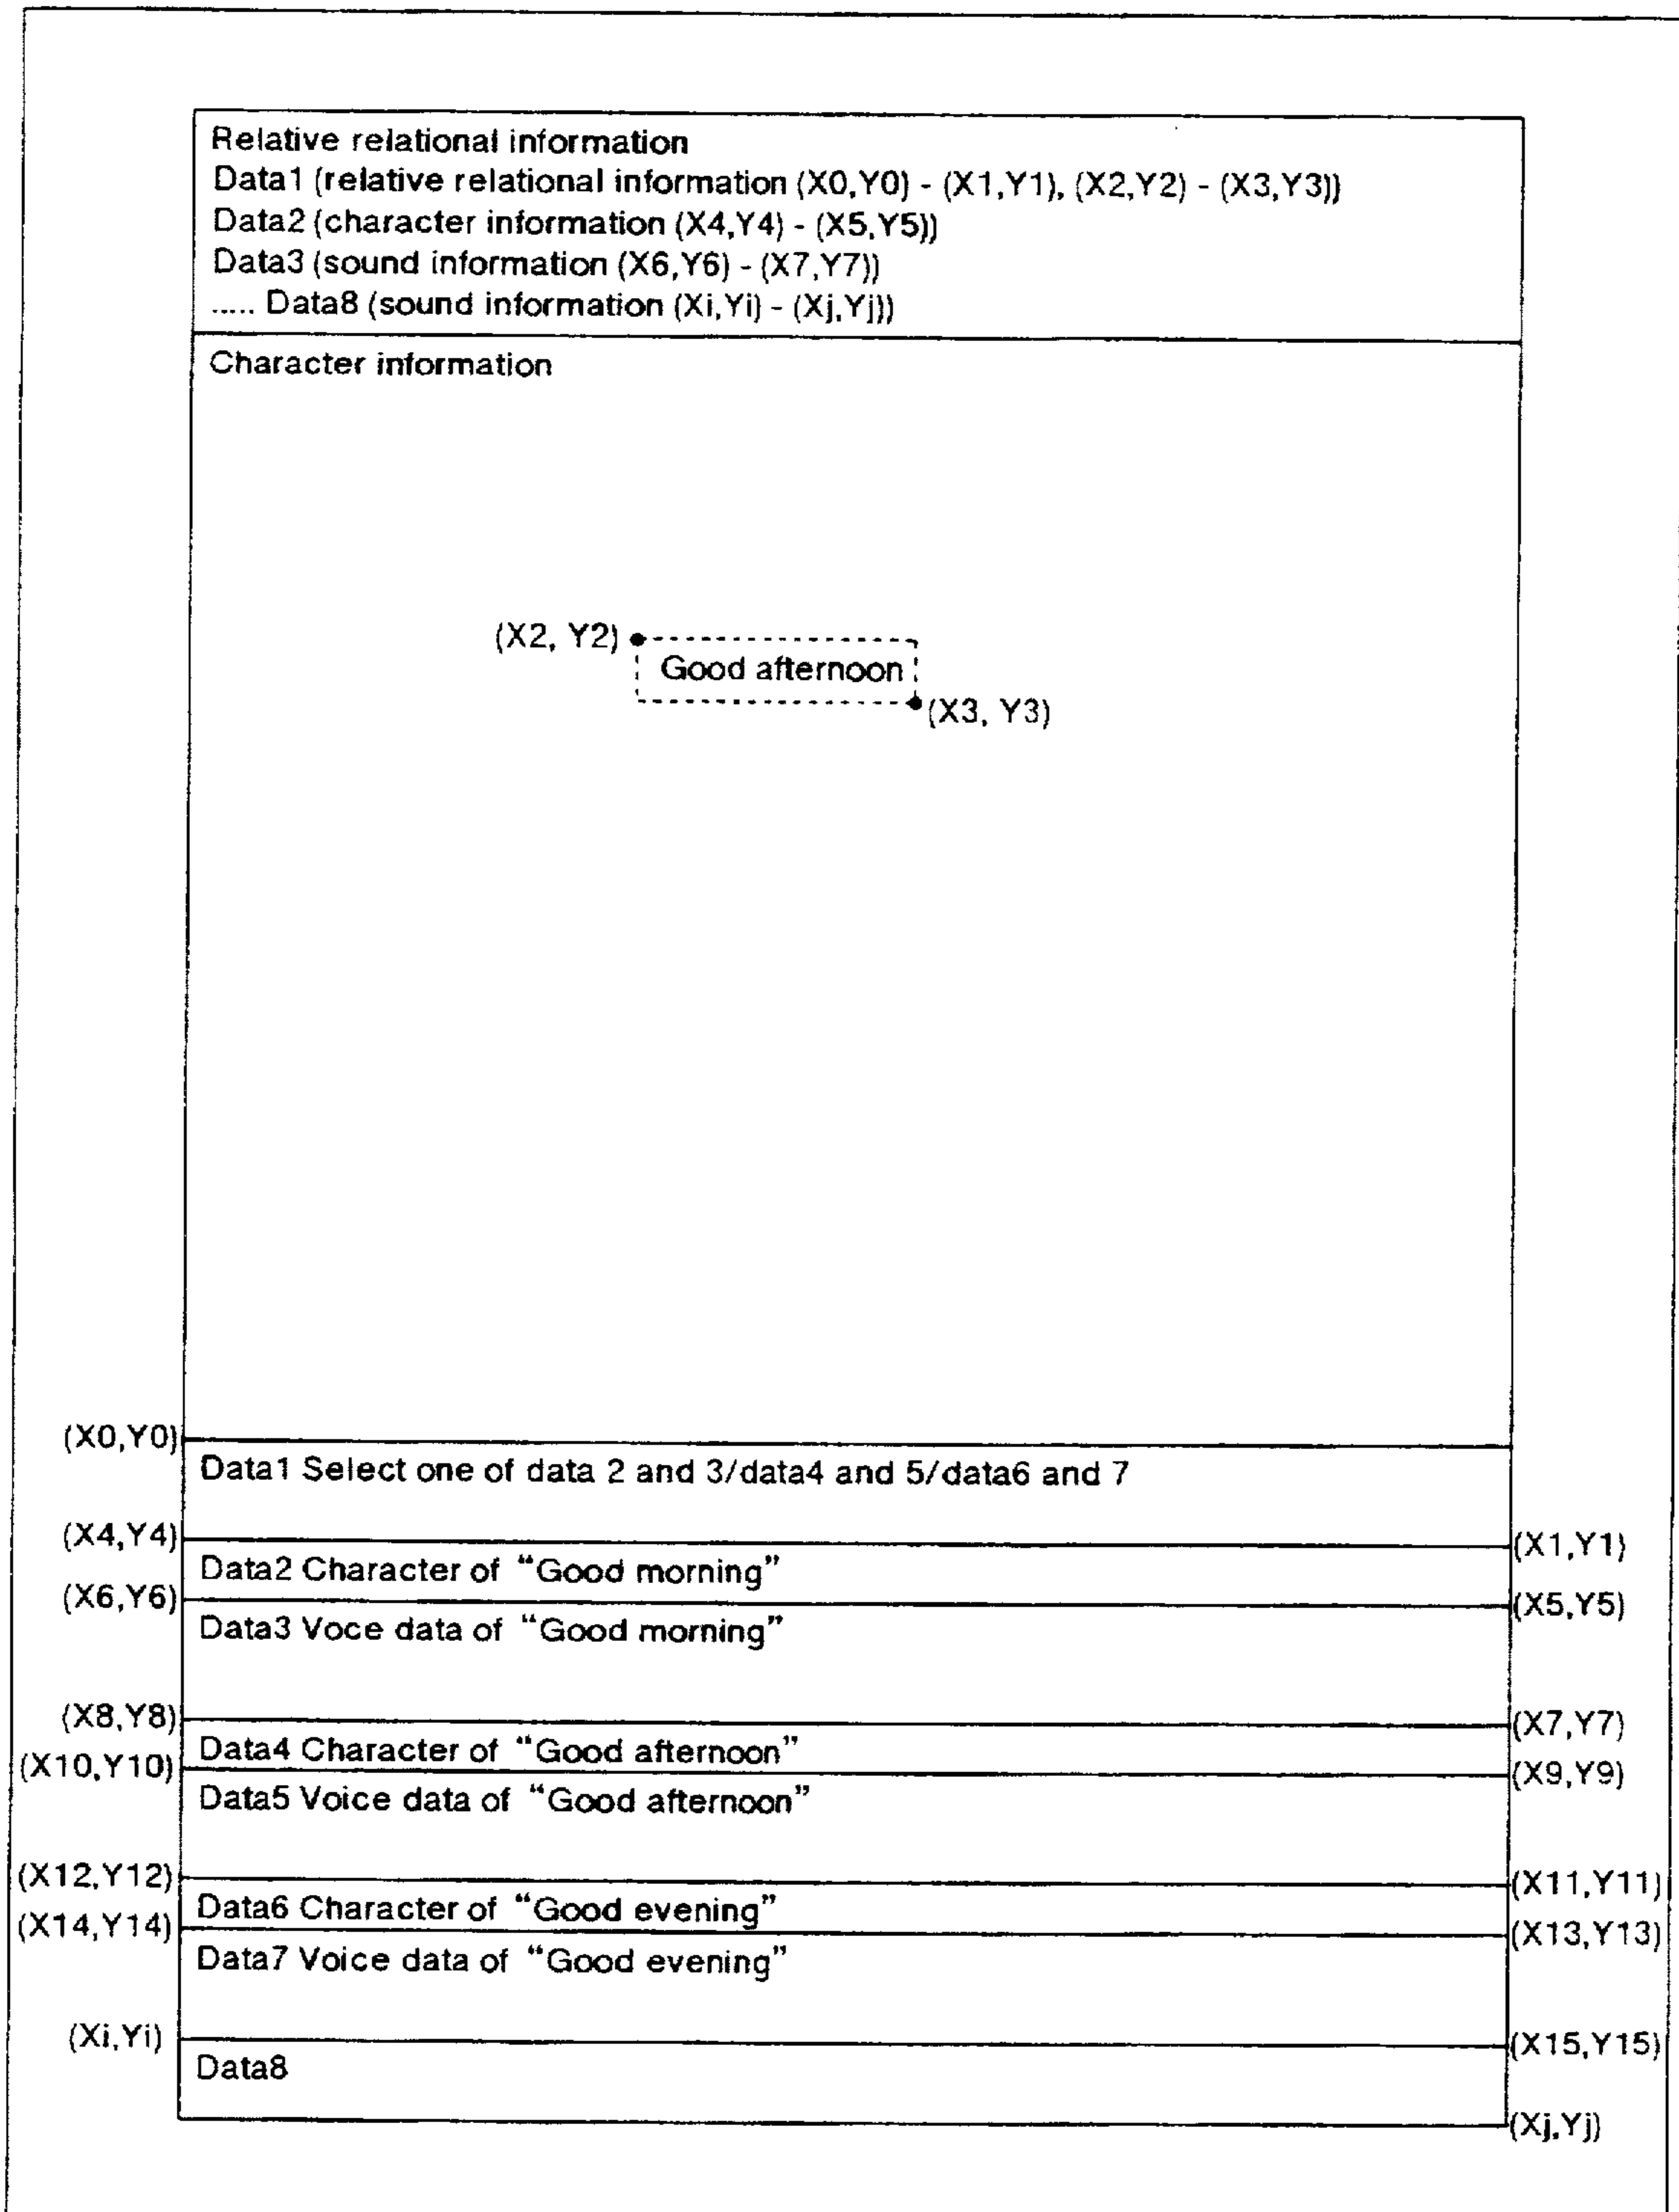 Relative relational information
Data1 (relative relational information (X0,Y0) - (X1,Y1), (X2,Y2) - (X3,Y3))
Data2 (character information (X4,Y4) - (X5,Y5))
Data3 (sound information (X6,Y6) - (X7,Y7))
..... Data8 (sound information (Xi,Yi) - (Xj,Yj))
Character information
(X2, Y2)
Good afternoon
(X3, Y3)
(X0,Y0)
Data1 Select one of data 2 and 3/data4 and 5/data6 and 7
(X4,Y4) (X1,Y1)
Data2 Character of “Good morning”
(X6,Y6) (X5,Y5)
Data3 Voce data of “Good morning”
(X8,Y8) (X7,Y7)
Data4 Character of “Good afternoon”
(X10,Y10) (X9,Y9)
Data5 Voice data of “Good afternoon”
(X12,Y12) (X11,Y11)
Data6 Character of “Good evening”
(X14,Y14) (X13,Y13)
Data7 Voice data of “Good evening”
(Xi,Yi) (X15,Y15)
Data8
(Xj,Yj)